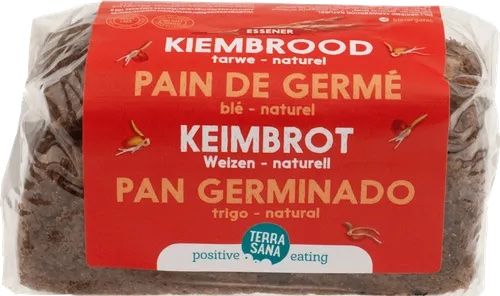 ESSENER
KIEMBROOD
tarwe - naturel
PAIN DE GERMÉ
blé - naturel
KEIMBROT
Weizen - naturell
PAN GERMINADO
trigo - natural
positive TERRA SANA eating